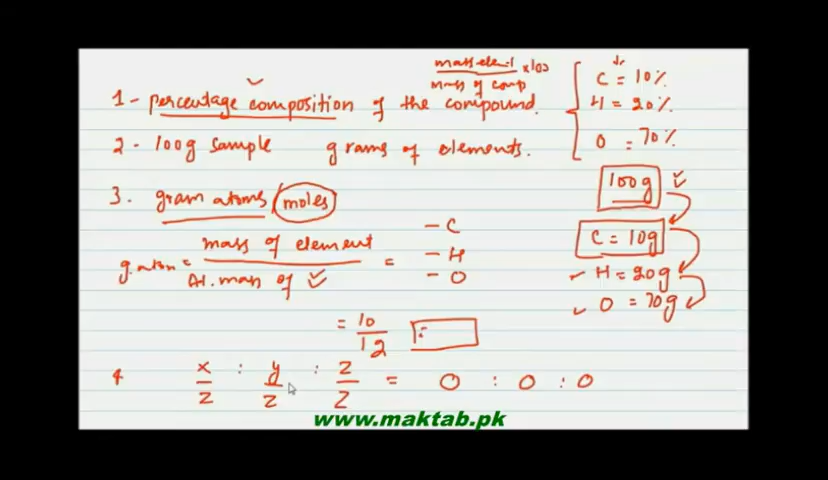 mass elem.t × 100
mass of comp
1 - percentage composition of the compound.
C = 10%
H = 20%
O = 70%
2 - 100g sample grams of elements.
100g
3. gram atoms / moles
C = 10g
H = 20g
O = 70g
g.atom = mass of element / At. mass of = - C
- H
- O
= 10/12
4 x/z : y/z : z/z = 0 : 0 : 0
www.maktab.pk